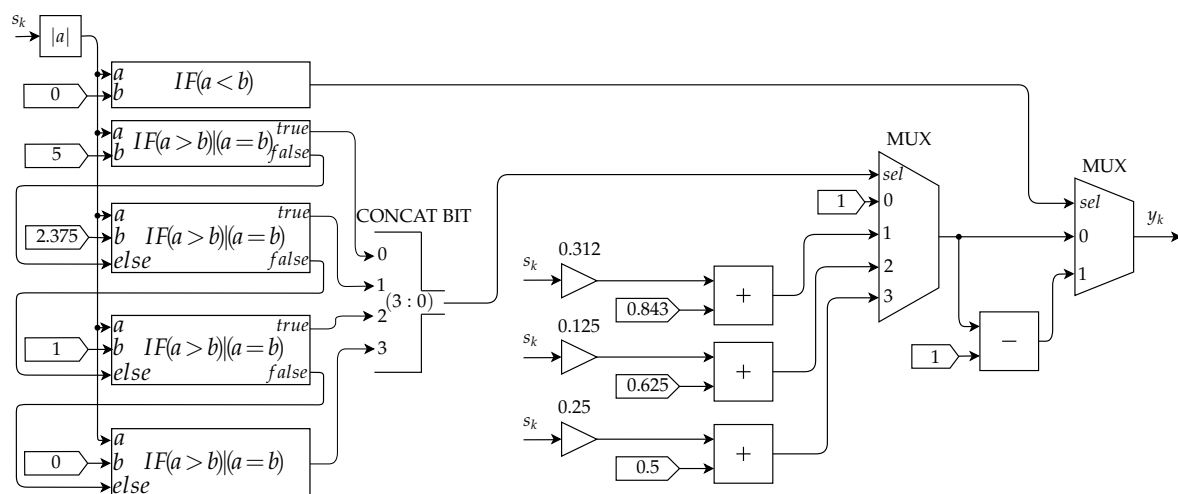 s_k
|a|
a
b
IF(a < b)
0
a
b
IF(a > b)|(a = b)
true
false
5
a
b
else
IF(a > b)|(a = b)
true
false
2.375
a
b
else
IF(a > b)|(a = b)
true
false
1
a
b
else
IF(a > b)|(a = b)
0
CONCAT BIT
0
1
2
3
(3 : 0)
s_k
0.312
0.843
+
s_k
0.125
0.625
+
s_k
0.25
0.5
+
MUX
sel
0
1
2
3
1
1
−
MUX
sel
0
1
y_k